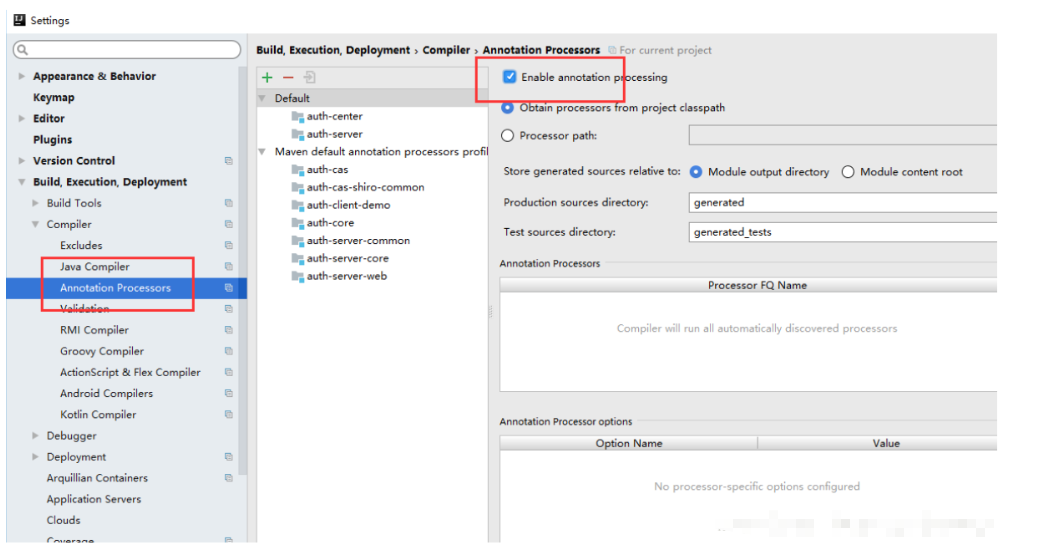 Settings
Appearance & Behavior
Keymap
Editor
Plugins
Version Control
Build, Execution, Deployment
Build Tools
Compiler
Excludes
Java Compiler
Annotation Processors
Validation
RMI Compiler
Groovy Compiler
ActionScript & Flex Compiler
Android Compilers
Kotlin Compiler
Debugger
Deployment
Arquillian Containers
Application Servers
Clouds
Coverage
Build, Execution, Deployment › Compiler › Annotation Processors For current project
Default
auth-center
auth-server
Maven default annotation processors profil
auth-cas
auth-cas-shiro-common
auth-client-demo
auth-core
auth-server-common
auth-server-core
auth-server-web
Enable annotation processing
Obtain processors from project classpath
Processor path:
Store generated sources relative to: Module output directory Module content root
Production sources directory: generated
Test sources directory: generated_tests
Annotation Processors
Processor FQ Name
Compiler will run all automatically discovered processors
Annotation Processor options
Option Name Value
No processor-specific options configured